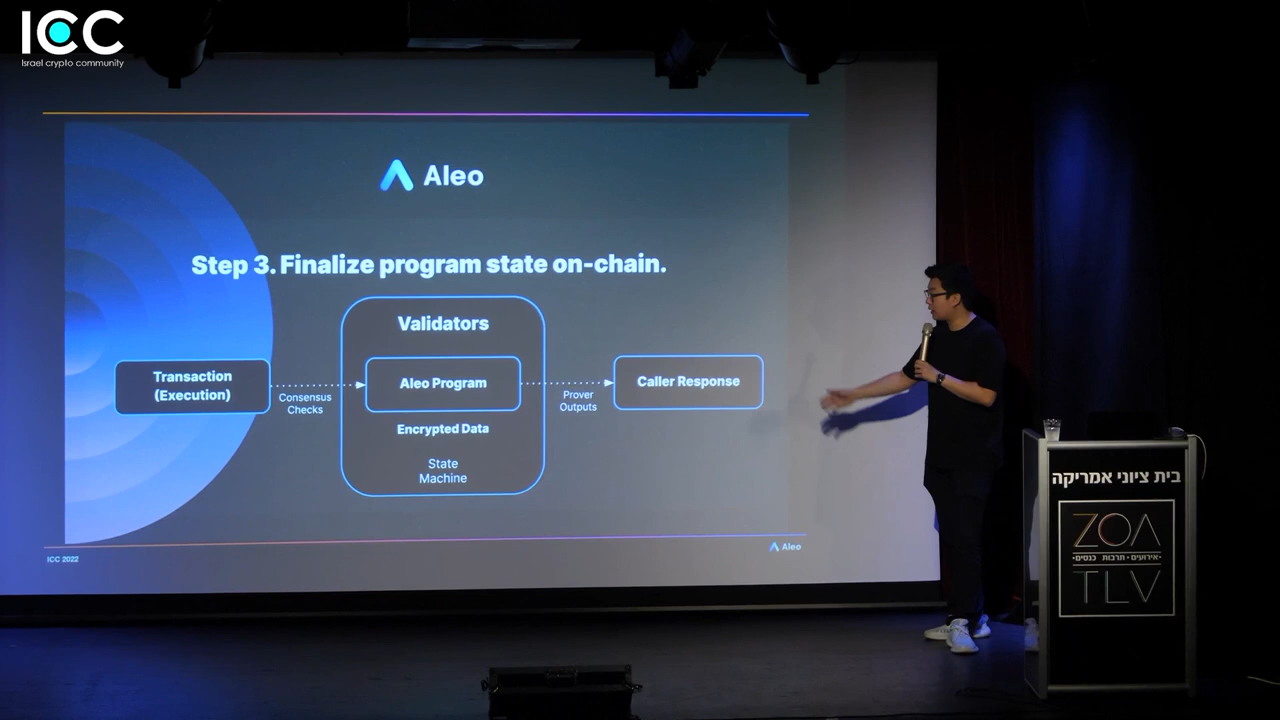 ICC
Israel crypto community
Aleo
Step 3. Finalize program state on-chain.
Validators
Transaction
(Execution)
Consensus
Checks
Aleo Program
Encrypted Data
State
Machine
Prover
Outputs
Caller Response
ICC 2022
Aleo
בית ציוני אמריקה
ZOA
•אירועים • תרבות כנסים•
TLV